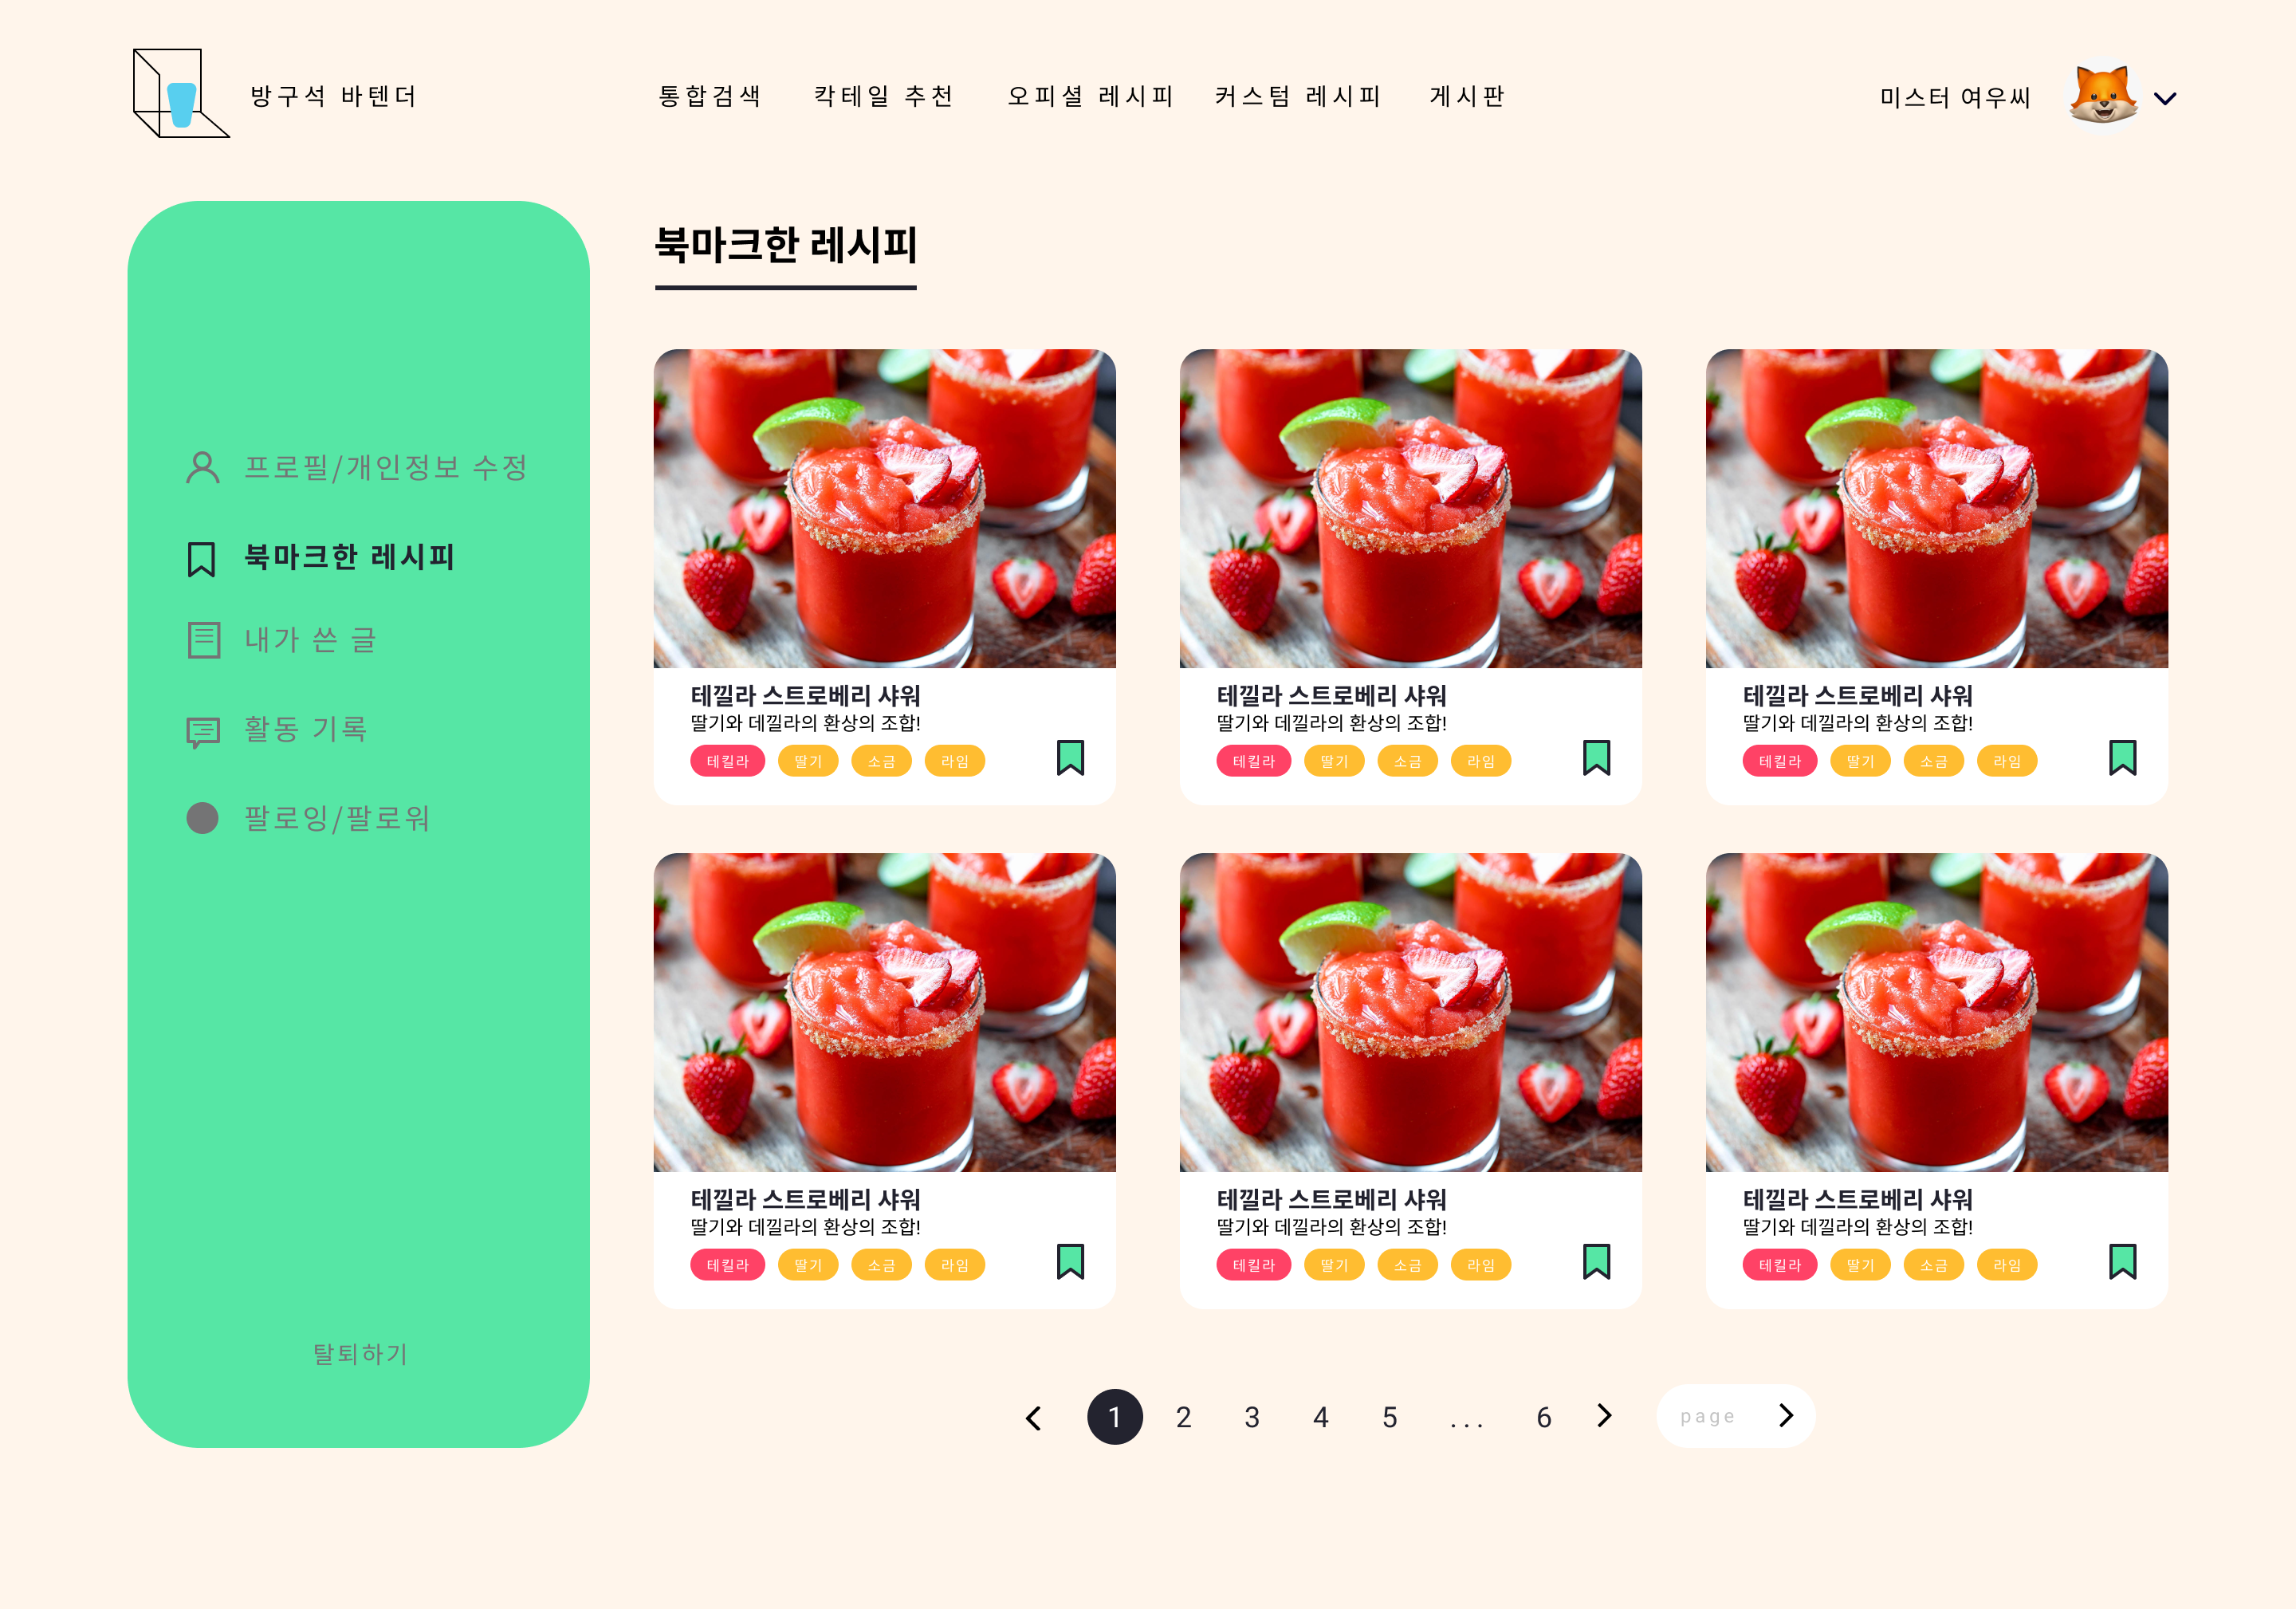 방구석 바텐더
통합검색 칵테일 추천 오피셜 레시피 커스텀 레시피 게시판
미스터 여우씨
프로필/개인정보 수정
북마크한 레시피
내가 쓴 글
활동 기록
팔로잉/팔로워
탈퇴하기
북마크한 레시피
테낄라 스트로베리 샤워
딸기와 데낄라의 환상의 조합!
테킬라 딸기 소금 라임
테낄라 스트로베리 샤워
딸기와 데낄라의 환상의 조합!
테킬라 딸기 소금 라임
테낄라 스트로베리 샤워
딸기와 데낄라의 환상의 조합!
테킬라 딸기 소금 라임
테낄라 스트로베리 샤워
딸기와 데낄라의 환상의 조합!
테킬라 딸기 소금 라임
테낄라 스트로베리 샤워
딸기와 데낄라의 환상의 조합!
테킬라 딸기 소금 라임
테낄라 스트로베리 샤워
딸기와 데낄라의 환상의 조합!
테킬라 딸기 소금 라임
1 2 3 4 5 ... 6
page